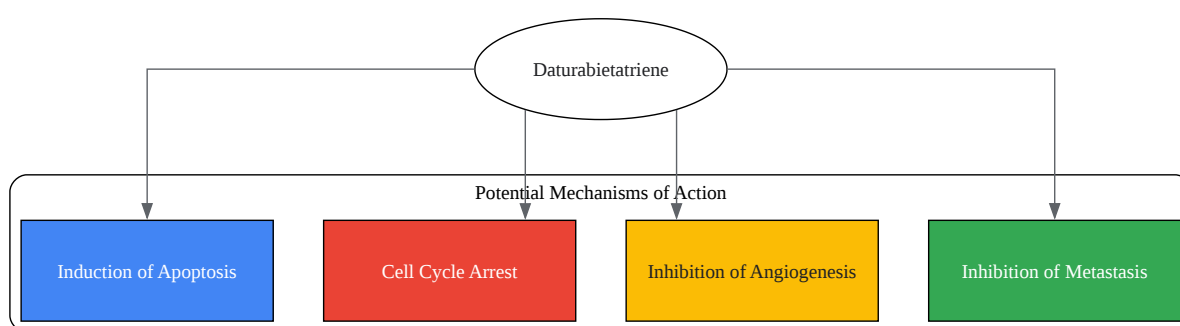 Daturabietatriene
Potential Mechanisms of Action
Induction of Apoptosis
Cell Cycle Arrest
Inhibition of Angiogenesis
Inhibition of Metastasis